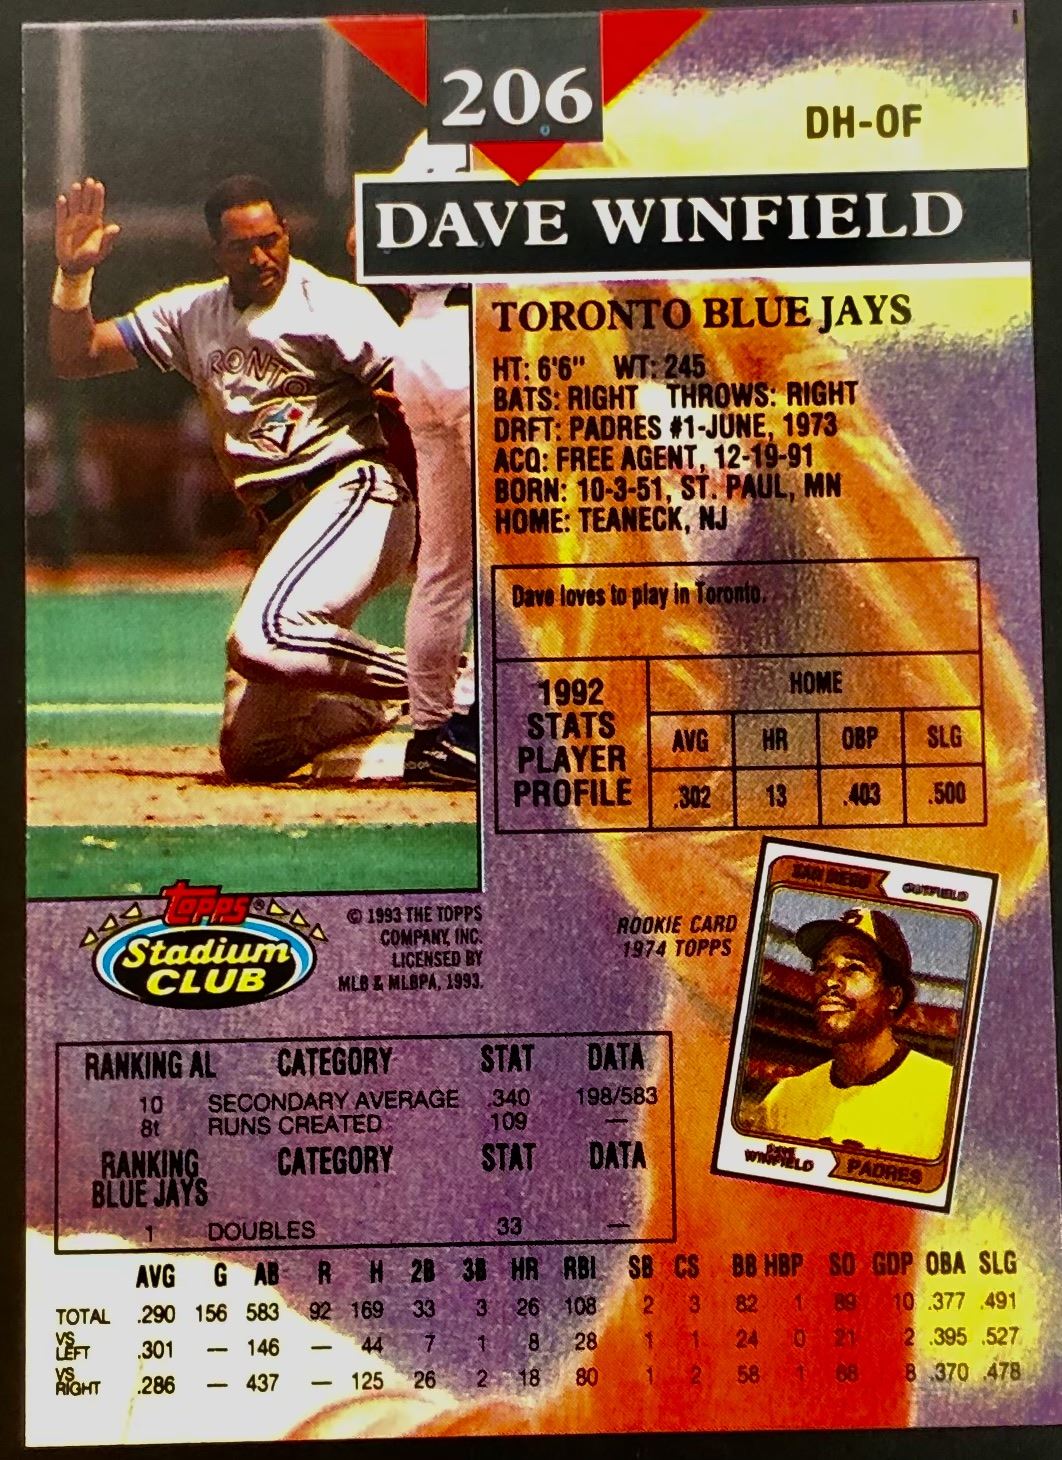 206
DH-OF
DAVE WINFIELD
TORONTO BLUE JAYS
HT: 6'6" WT: 245
BATS: RIGHT THROWS: RIGHT
DRFT: PADRES #1-JUNE, 1973
ACQ: FREE AGENT, 12-19-91
BORN: 10-3-51, ST. PAUL, MN
HOME: TEANECK, NJ
RONTO
Dave loves to play in Toronto.
1992
STATS
PLAYER
PROFILE
HOME
AVG HR OBP SLG
.302 13 .403 .500
Topps®
Stadium
CLUB
© 1993 THE TOPPS
COMPANY, INC.
LICENSED BY
MLB & MLBPA, 1993.
ROOKIE CARD
1974 TOPPS
OUTFIELD
DAVE
WINFIELD
PADRES
RANKING AL CATEGORY STAT DATA
10 SECONDARY AVERAGE .340 198/583
8t RUNS CREATED 109 —
RANKING
BLUE JAYS CATEGORY STAT DATA
1 DOUBLES 33 —
AVG G AB R H 2B 3B HR RBI SB CS BB HBP SO GDP OBA SLG
TOTAL .290 156 583 92 169 33 3 26 108 2 3 82 1 89 10 .377 .491
VS LEFT .301 — 146 — 44 7 1 8 28 1 1 24 0 21 2 .395 .527
VS RIGHT .286 — 437 — 125 26 2 18 80 1 2 58 1 68 8 .370 .478